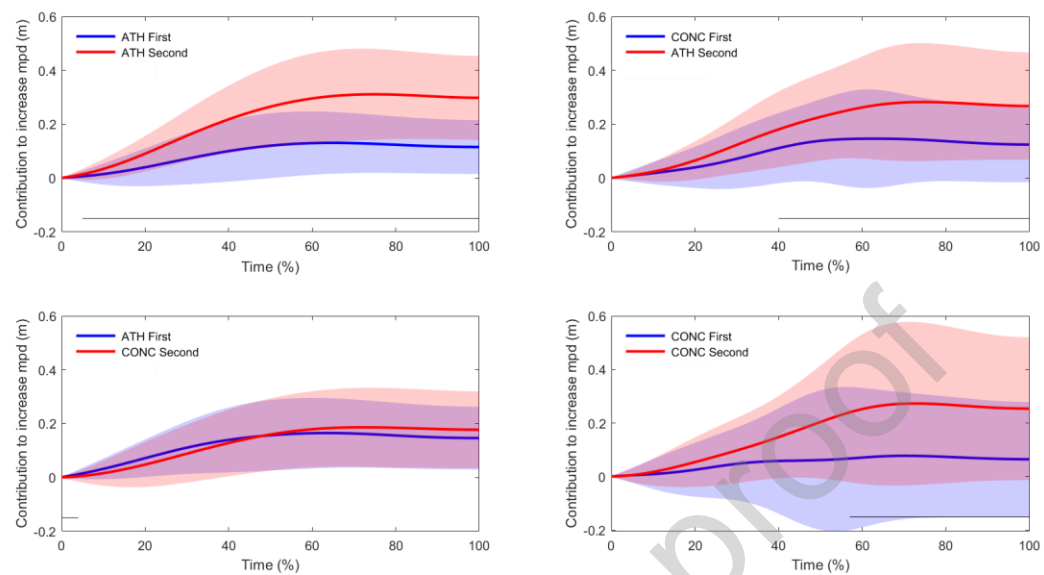 Contribution to increase mpd (m)
0.6
0.4
0.2
0
-0.2
ATH First
ATH Second
0 20 40 60 80 100
Time (%)
Contribution to increase mpd (m)
0.6
0.4
0.2
0
-0.2
CONC First
ATH Second
0 20 40 60 80 100
Time (%)
Contribution to increase mpd (m)
0.6
0.4
0.2
0
-0.2
ATH First
CONC Second
0 20 40 60 80 100
Time (%)
Contribution to increase mpd (m)
0.6
0.4
0.2
0
-0.2
CONC First
CONC Second
0 20 40 60 80 100
Time (%)
proof